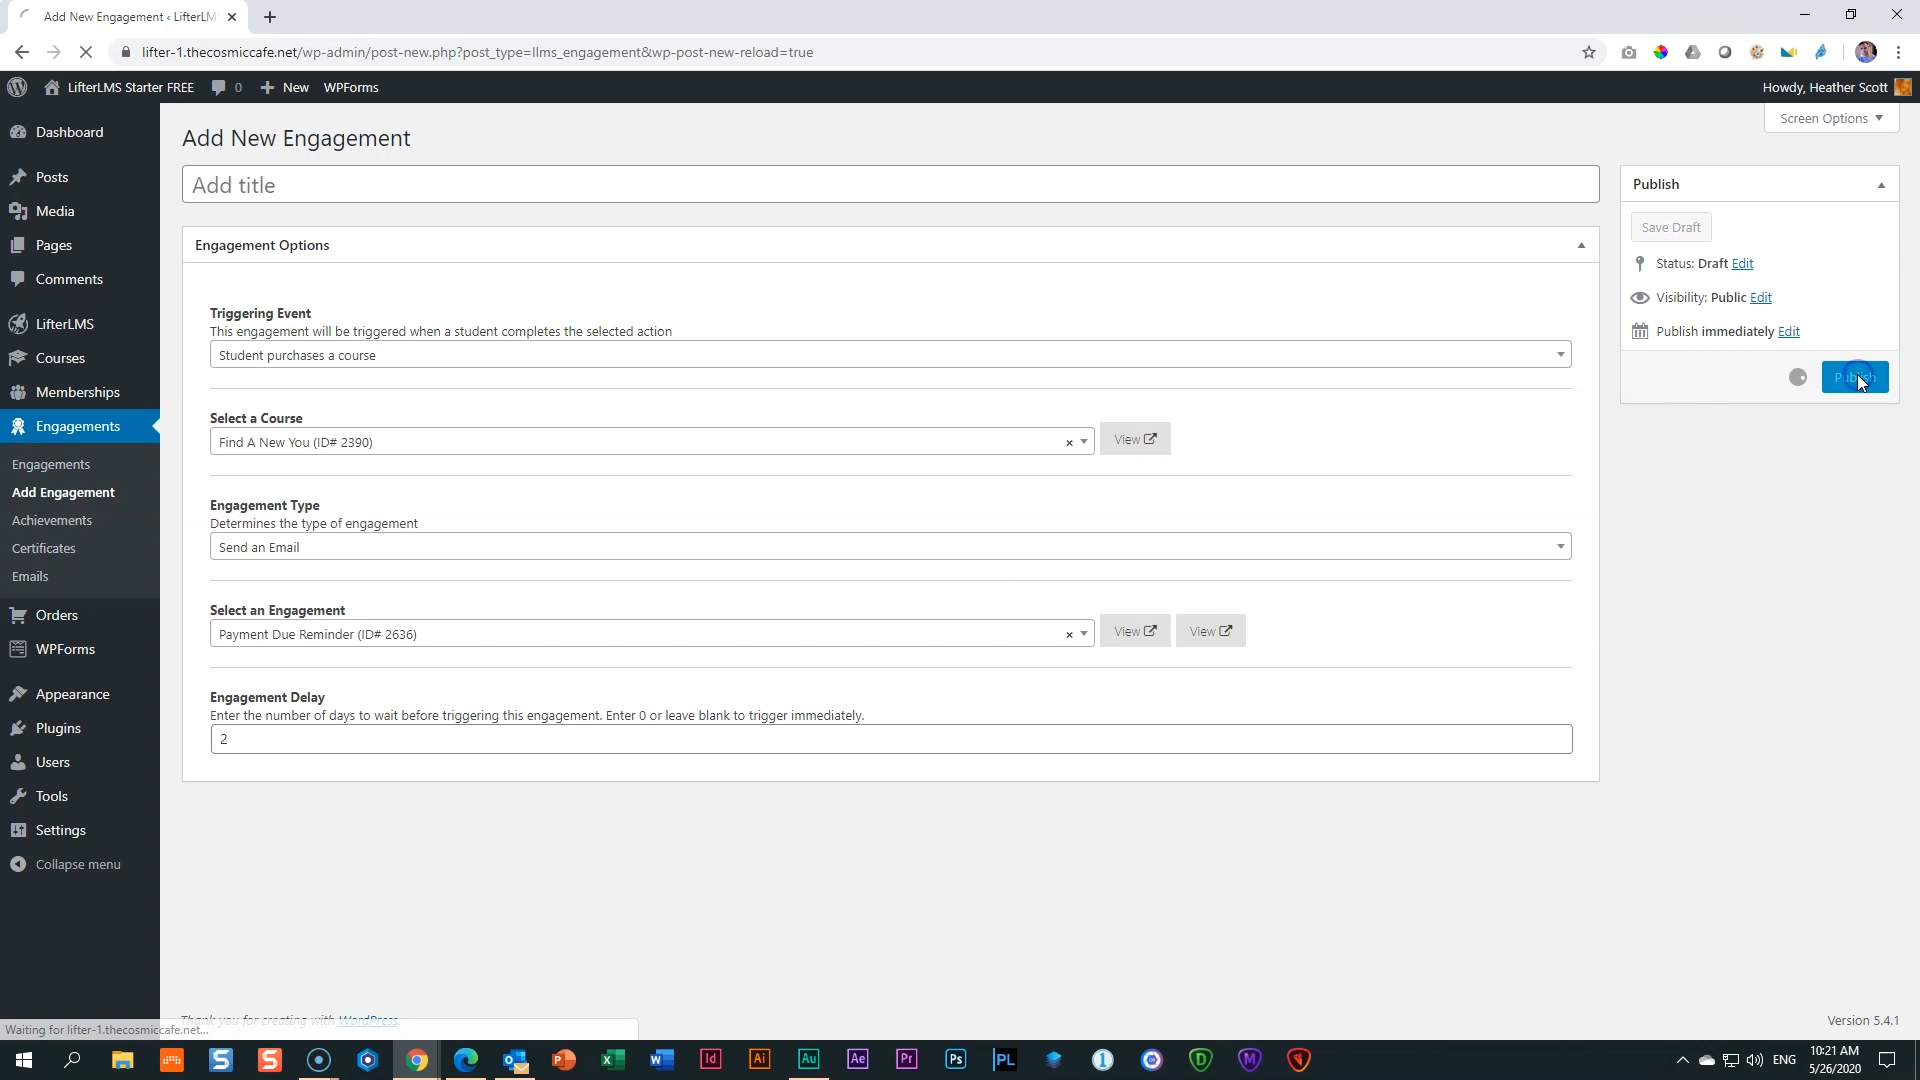 Add New Engagement ‹ LifterLM
lifter-1.thecosmiccafe.net/wp-admin/post-new.php?post_type=llms_engagement&wp-post-new-reload=true
LifterLMS Starter FREE 0 New WPForms
Howdy, Heather Scott
Screen Options
Dashboard
Posts
Media
Pages
Comments
LifterLMS
Courses
Memberships
Engagements
Engagements
Add Engagement
Achievements
Certificates
Emails
Orders
WPForms
Appearance
Plugins
Users
Tools
Settings
Collapse menu
Add New Engagement
Add title
Engagement Options
Triggering Event
This engagement will be triggered when a student completes the selected action
Student purchases a course
Select a Course
Find A New You (ID# 2390) × View
Engagement Type
Determines the type of engagement
Send an Email
Select an Engagement
Payment Due Reminder (ID# 2636) × View View
Engagement Delay
Enter the number of days to wait before triggering this engagement. Enter 0 or leave blank to trigger immediately.
2
Publish
Save Draft
Status: Draft Edit
Visibility: Public Edit
Publish immediately Edit
Publish
Thank you for creating with WordPress.
Version 5.4.1
Waiting for lifter-1.thecosmiccafe.net...
S S P X W Id Ai Au Ae Pr Ps PL 1 D M
ENG
10:21 AM
5/26/2020